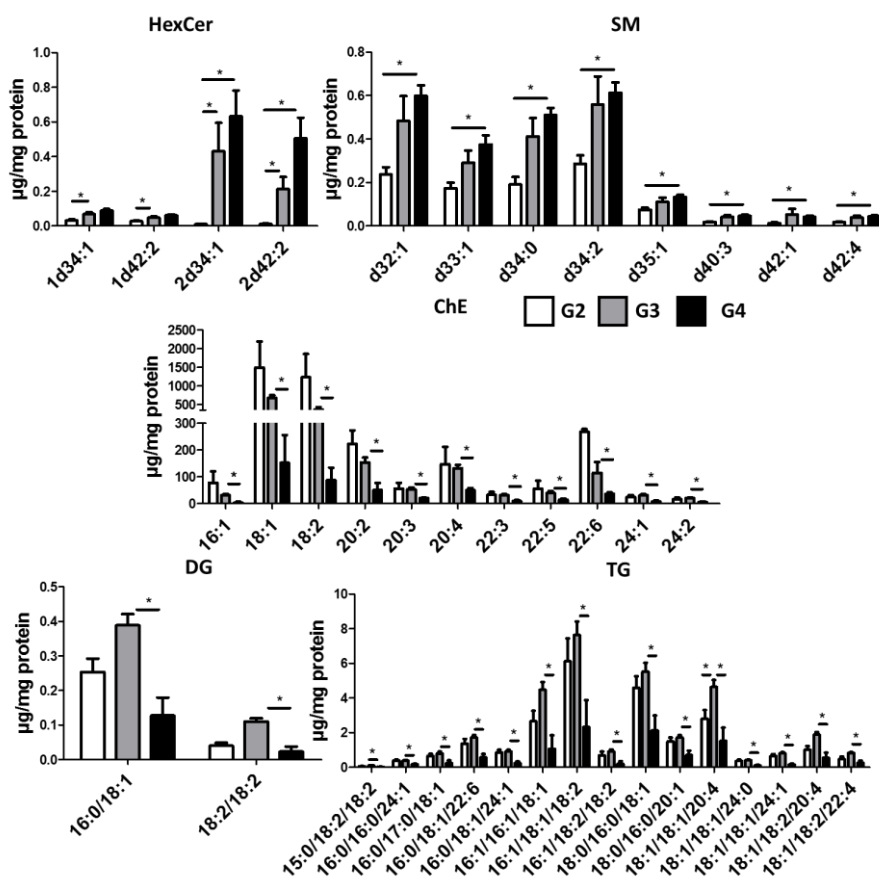 HexCer
µg/mg protein
1.0
0.8
0.6
0.4
0.2
0.0
* * * * * *
1d34:1 1d42:2 2d34:1 2d42:2
SM
µg/mg protein
0.8
0.6
0.4
0.2
0.0
* * * * * * * *
d32:1 d33:1 d34:0 d34:2 d35:1 d40:3 d42:1 d42:4
ChE
G2 G3 G4
µg/mg protein
2500
2000
1500
1000
500
300
200
100
0
* * * * * * * * * * *
16:1 18:1 18:2 20:2 20:3 20:4 22:3 22:5 22:6 24:1 24:2
DG
µg/mg protein
0.5
0.4
0.3
0.2
0.1
0.0
* *
16:0/18:1 18:2/18:2
TG
µg/mg protein
10
8
6
4
2
0
* * * * * * * * * * * * * * * *
15:0/18:2/18:2
16:0/16:0/24:1
16:0/17:0/18:1
16:0/18:1/22:6
16:0/18:1/24:1
16:1/16:1/18:1
16:1/18:1/18:2
16:1/18:2/18:2
18:0/16:0/18:1
18:0/16:0/20:1
18:1/18:1/20:4
18:1/18:1/24:0
18:1/18:1/24:1
18:1/18:2/20:4
18:1/18:2/22:4